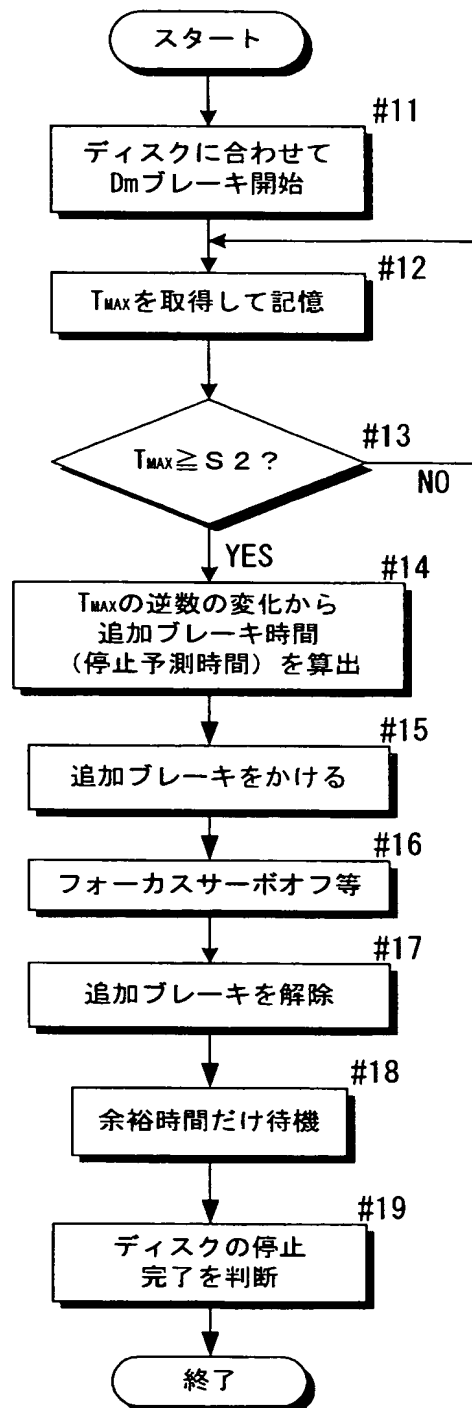 スタート
#11
ディスクに合わせて
Dmブレーキ開始
#12
TMAXを取得して記憶
#13
TMAX≧S2?
NO
YES
#14
TMAXの逆数の変化から
追加ブレーキ時間
(停止予測時間)を算出
#15
追加ブレーキをかける
#16
フォーカスサーボオフ等
#17
追加ブレーキを解除
#18
余裕時間だけ待機
#19
ディスクの停止
完了を判断
終了